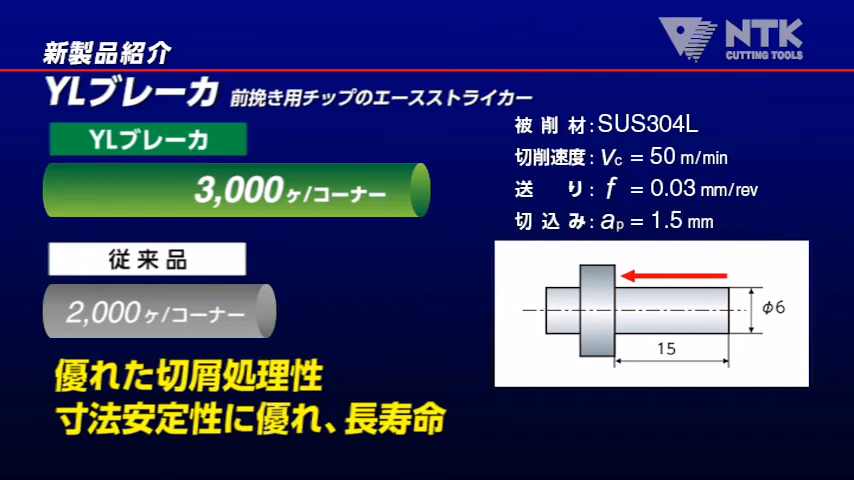 新製品紹介
NTK
CUTTING TOOLS
YLブレーカ 前挽き用チップのエースストライカー
YLブレーカ
3,000ヶ/コーナー
従来品
2,000ヶ/コーナー
優れた切屑処理性
寸法安定性に優れ、長寿命
被削材:SUS304L
切削速度:Vc = 50 m/min
送り:f = 0.03 mm/rev
切込み:ap = 1.5 mm
φ6
15